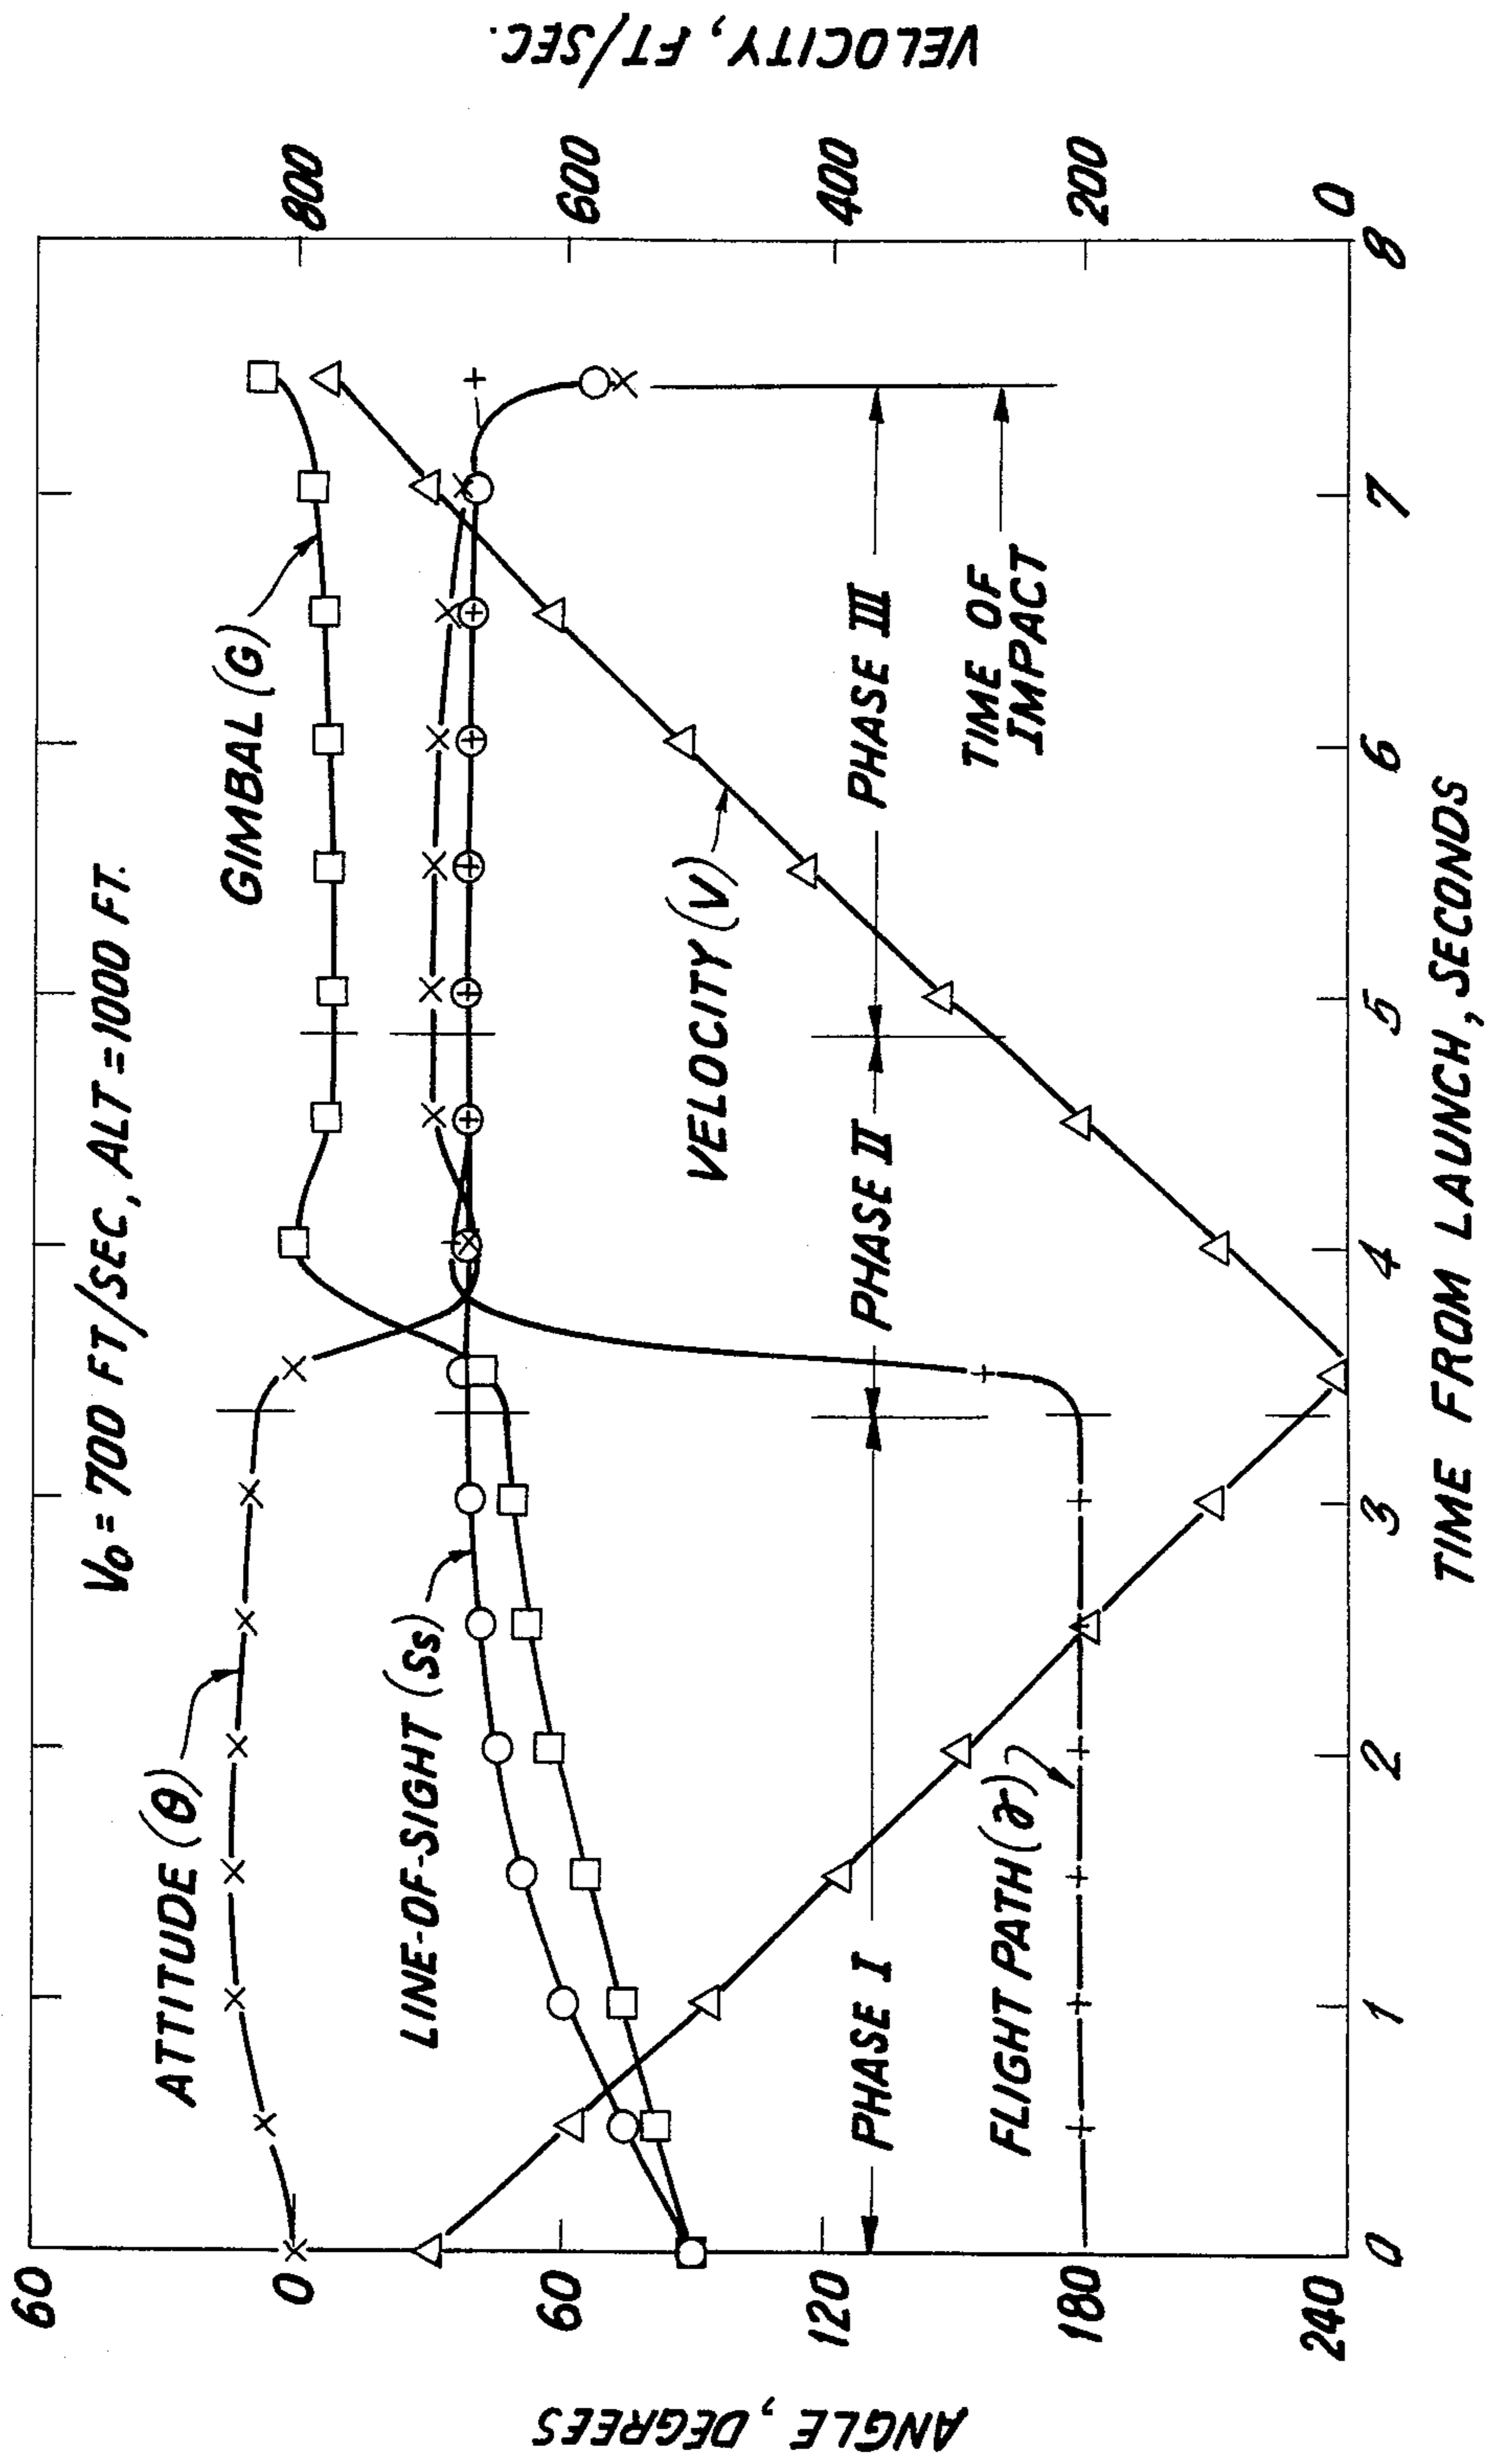 V₀ = 700 FT/SEC, ALT = 1000 FT.
ANGLE, DEGREES
60
0
60
120
180
240
VELOCITY, FT/SEC.
800
600
400
200
0
ATTITUDE (θ)
GIMBAL (G)
LINE-OF-SIGHT (Ss)
VELOCITY (V)
PHASE I
PHASE II
PHASE III
FLIGHT PATH (γ)
TIME OF
IMPACT
0 1 2 3 4 5 6 7 8
TIME FROM LAUNCH, SECONDS